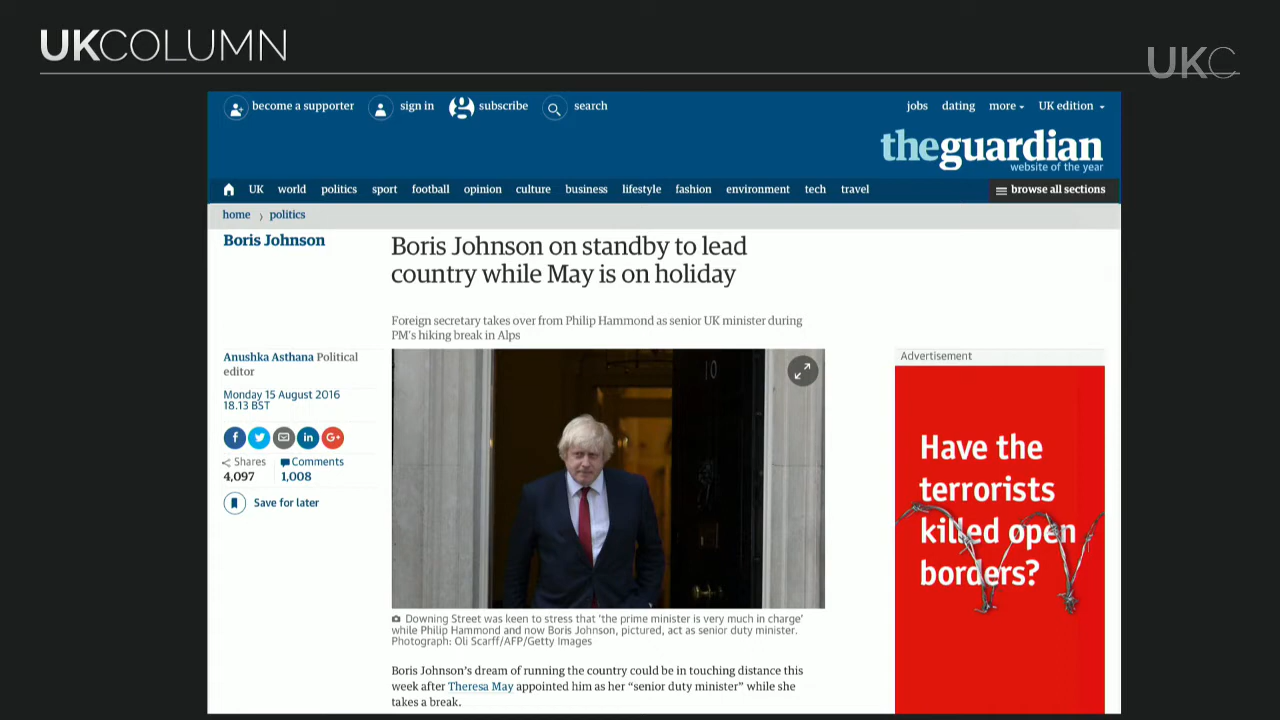 UKCOLUMN
UKC
become a supporter sign in subscribe search jobs dating more UK edition
theguardian
website of the year
UK world politics sport football opinion culture business lifestyle fashion environment tech travel browse all sections
home politics
Boris Johnson
Boris Johnson on standby to lead
country while May is on holiday
Foreign secretary takes over from Philip Hammond as senior UK minister during
PM's hiking break in Alps
Anushka Asthana Political
editor
Monday 15 August 2016
18.13 BST
f in G+
Shares Comments
4,097 1,008
Save for later
10
Downing Street was keen to stress that ‘the prime minister is very much in charge’
while Philip Hammond and now Boris Johnson, pictured, act as senior duty minister.
Photograph: Oli Scarff/AFP/Getty Images
Boris Johnson’s dream of running the country could be in touching distance this
week after Theresa May appointed him as her “senior duty minister” while she
takes a break.
Advertisement
Have the
terrorists
killed open
borders?